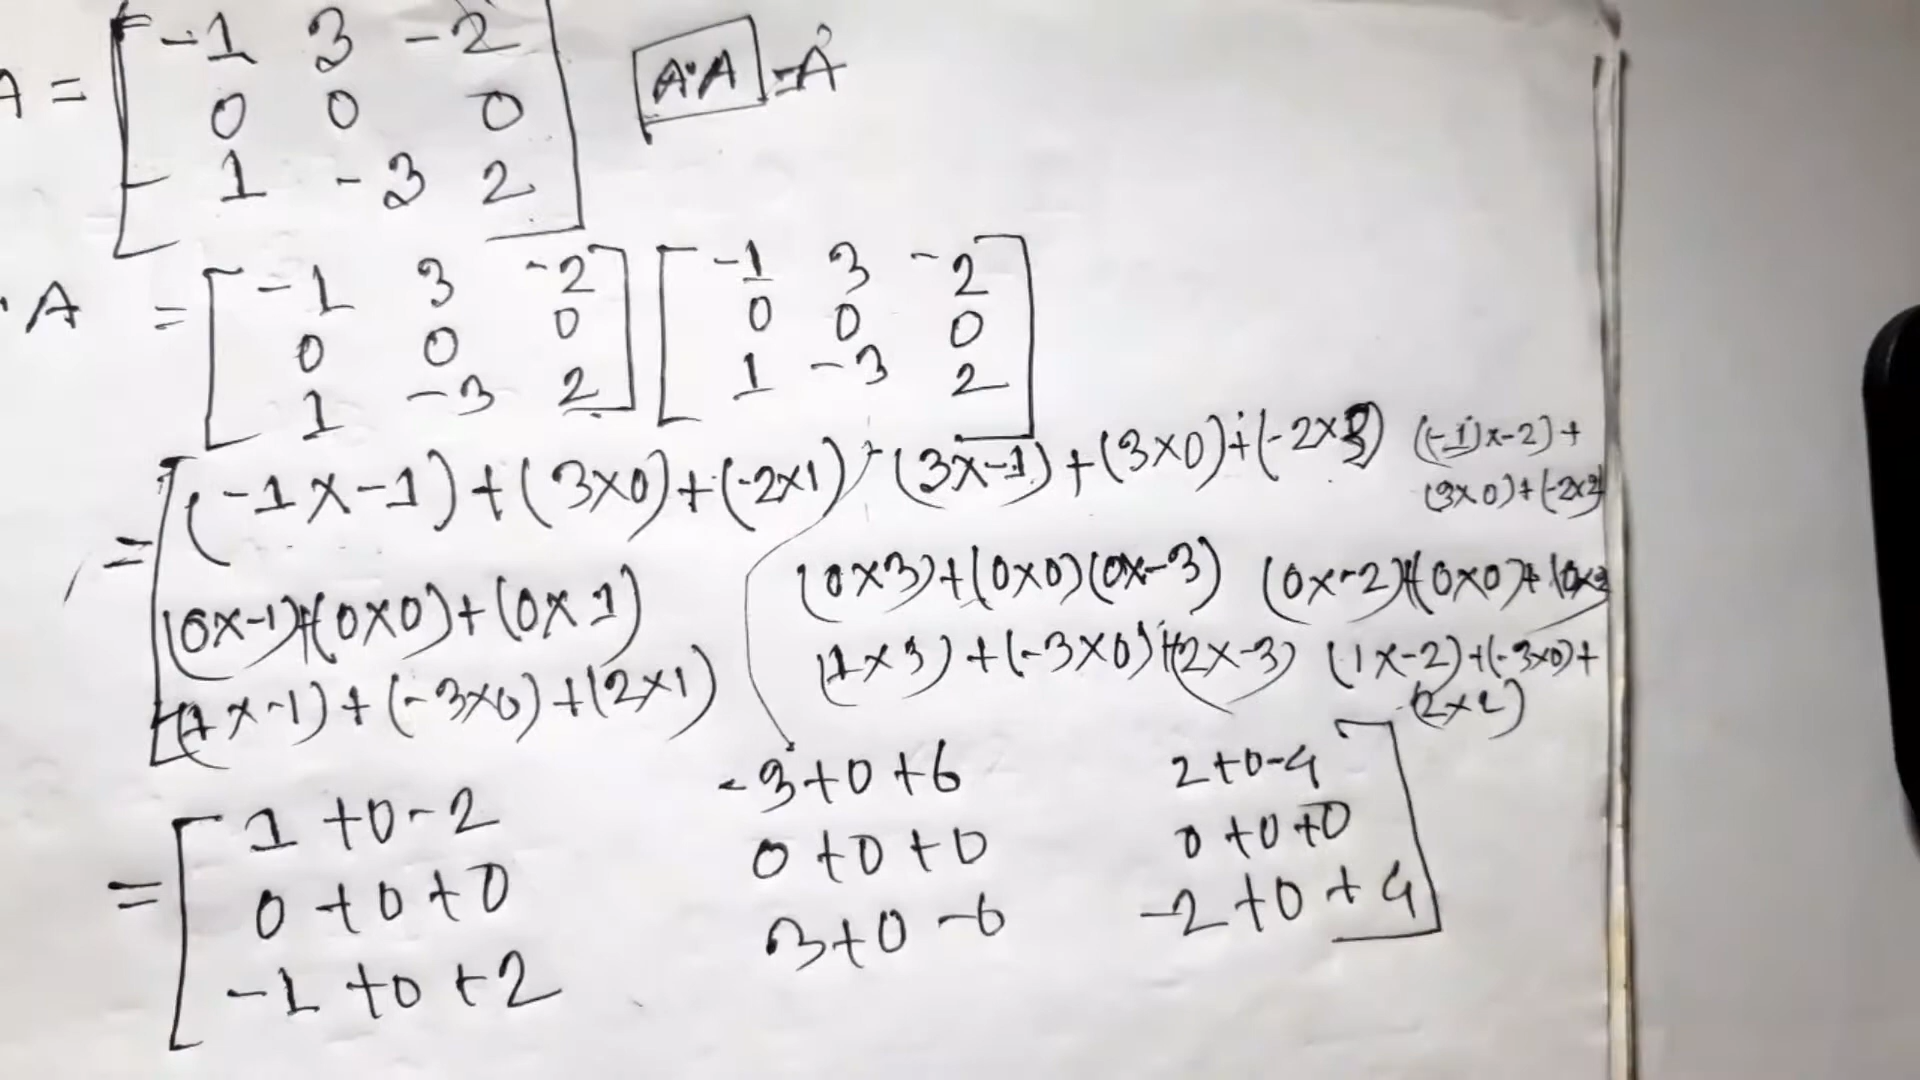 A = [ -1 3 -2
0 0 0
1 -3 2 ]
A·A = A
·A = [ -1 3 -2
0 0 0
1 -3 2 ] [ -1 3 -2
0 0 0
1 -3 2 ]
= [ (-1×-1)+(3×0)+(-2×1) (3×-1)+(3×0)+(-2×3) (-1)×-2)+
(3×0)+(-2×2
(0×-1)+(0×0)+(0×1) (0×3)+(0×0)(0×-3) (0×-2)+(0×0)+(0×2
(1×-1)+(-3×0)+(2×1) (1×3)+(-3×0)+(2×-3) (1×-2)+(-3×0)+
(2×2)
= [ 1+0-2 -3+0+6 2+0-4
0+0+0 0+0+0 0+0+0
-1+0+2 3+0-6 -2+0+4 ]